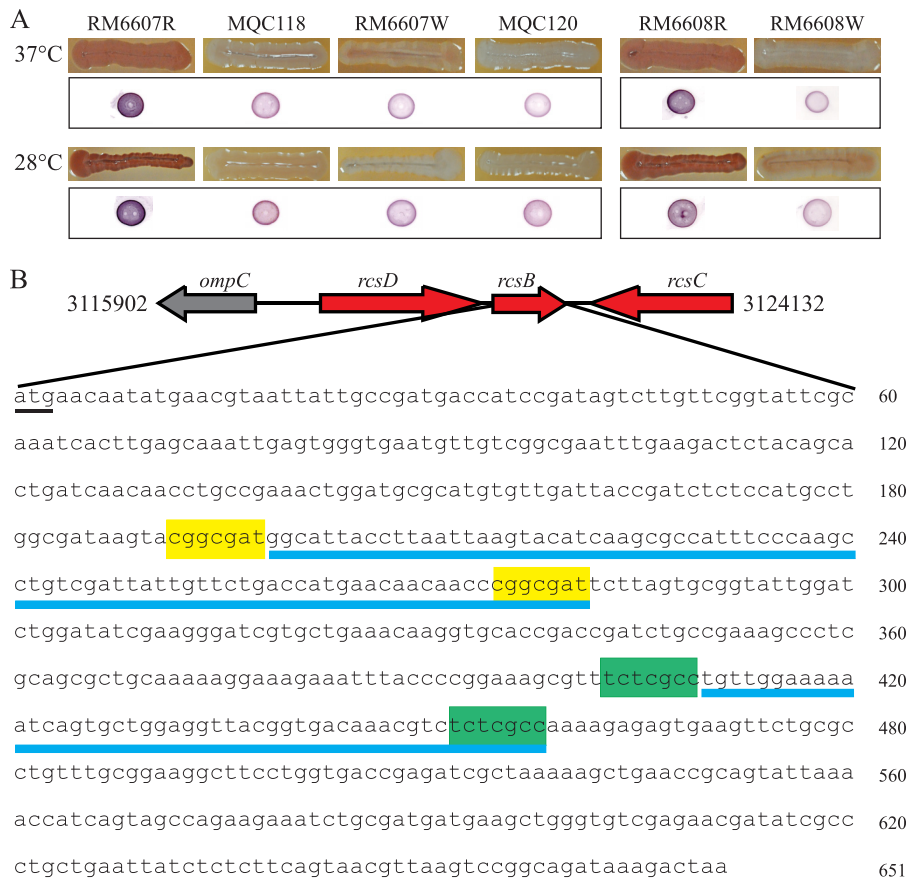 A
RM6607R MQC118 RM6607W MQC120 RM6608R RM6608W
37°C
28°C
B
ompC rcsD rcsB rcsC
3115902 3124132
atgaacaatatgaacgtaattattgccgatgaccatccgatagtcttgttcggtattcgc 60
aaatcacttgagcaaattgagtgggtgaatgttgtcggcgaatttgaagactctacagca 120
ctgatcaacaacctgccgaaactggatgcgcatgtgttgattaccgatctctccatgcct 180
ggcgataagtacggcgatggcattaccttaattaagtacatcaagcgccatttcccaagc 240
ctgtcgattattgttctgaccatgaacaacaacccggcgattcttagtgcggtattggat 300
ctggatatcgaagggatcgtgctgaaacaaggtgcaccgaccgatctgccgaaagccctc 360
gcagcgctgcaaaaaggaaagaaatttaccccggaaagcgtttctcgcctgttggaaaaa 420
atcagtgctggaggttacggtgacaaacgtctctcgccaaaagagagtgaagttctgcgc 480
ctgtttgcggaaggcttcctggtgaccgagatcgctaaaaagctgaaccgcagtattaaa 560
accatcagtagccagaagaaatctgcgatgatgaagctgggtgtcgagaacgatatcgcc 620
ctgctgaattatctctcttcagtaacgttaagtccggcagataaagactaa 651